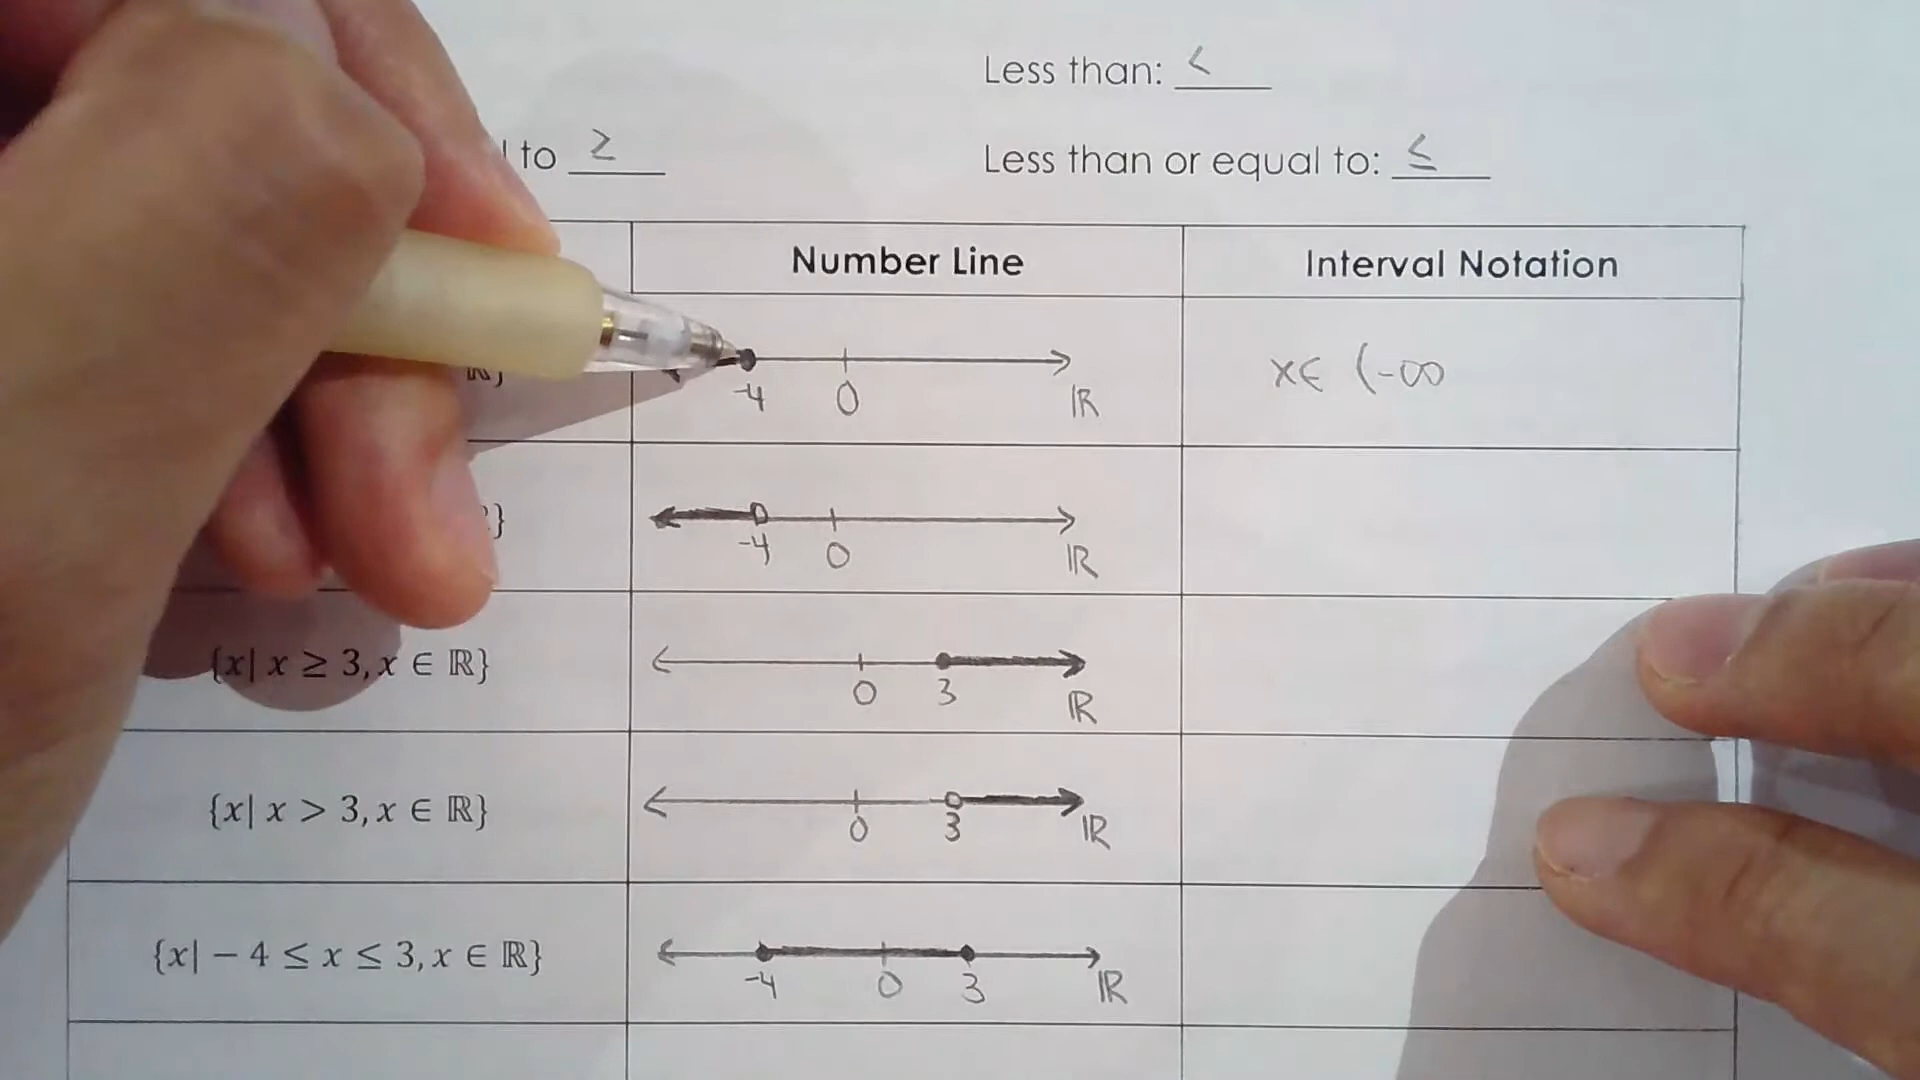 Less than: <
to ≥
Less than or equal to: ≤
Number Line
Interval Notation
ℝ}
-4 0 ℝ
x∈ (-∞
}
-4 0 ℝ
{x| x ≥ 3, x ∈ ℝ}
0 3 ℝ
{x| x > 3, x ∈ ℝ}
0 3 ℝ
{x| − 4 ≤ x ≤ 3, x ∈ ℝ}
-4 0 3 ℝ